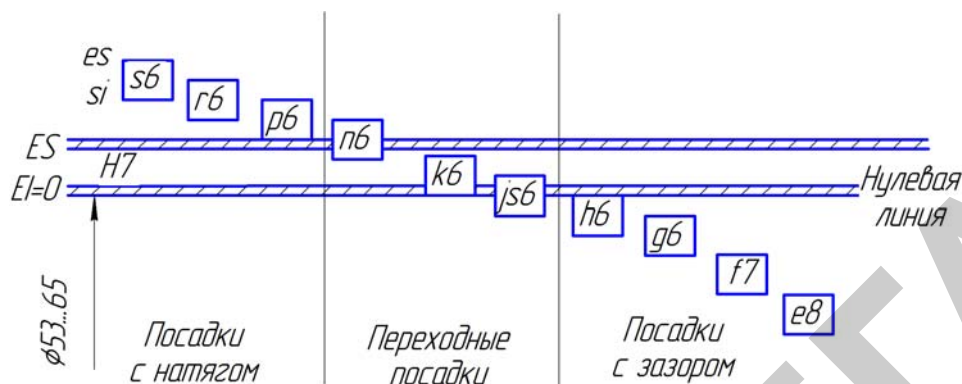 es
si
s6
r6
p6
n6
ES
H7
k6
EI=0
js6
h6
g6
f7
e8
Нулевая
линия
⌀53...65
Посадки
с натягом
Переходные
посадки
Посадки
с зазором